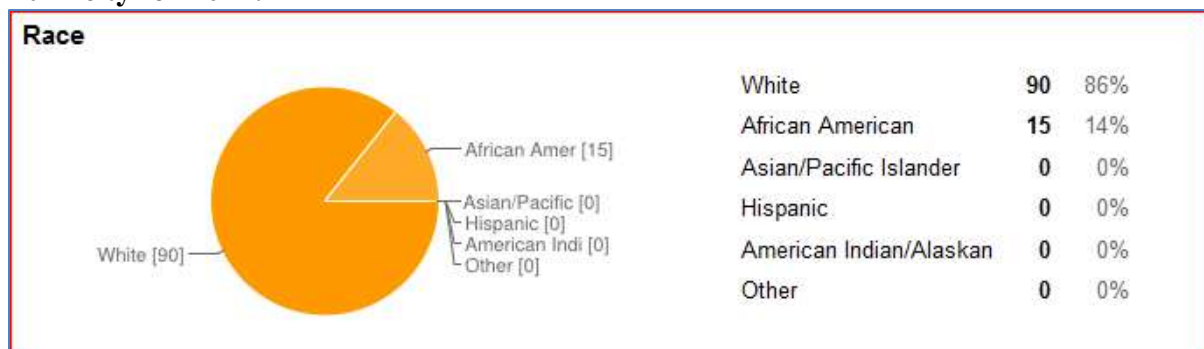 Race
African Amer [15]
Asian/Pacific [0]
Hispanic [0]
American Indi [0]
Other [0]
White [90]
White 90 86%
African American 15 14%
Asian/Pacific Islander 0 0%
Hispanic 0 0%
American Indian/Alaskan 0 0%
Other 0 0%